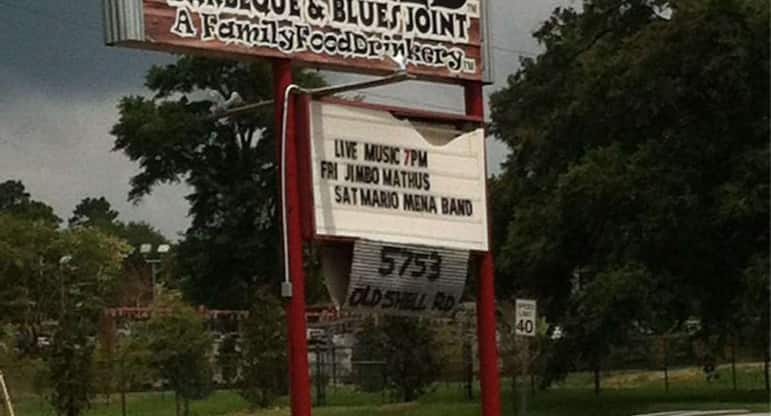 BARBEQUE & BLUES JOINT
A FamilyFoodDrinkery TM
LIVE MUSIC 7PM
FRI JIMBO MATHUS
SAT MARIO MENA BAND
5753
OLD SHELL RD.
SPEED
LIMIT
40